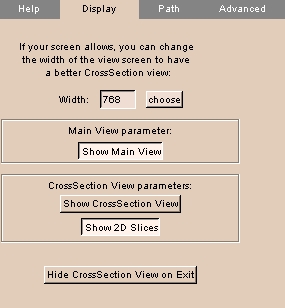 Help Display Path Advanced
If your screen allows, you can change
the width of the view screen to have
a better CrossSection view:
Width: 768 choose
Main View parameter:
Show Main View
CrossSection View parameters:
Show CrossSection View
Show 2D Slices
Hide CrossSection View on Exit